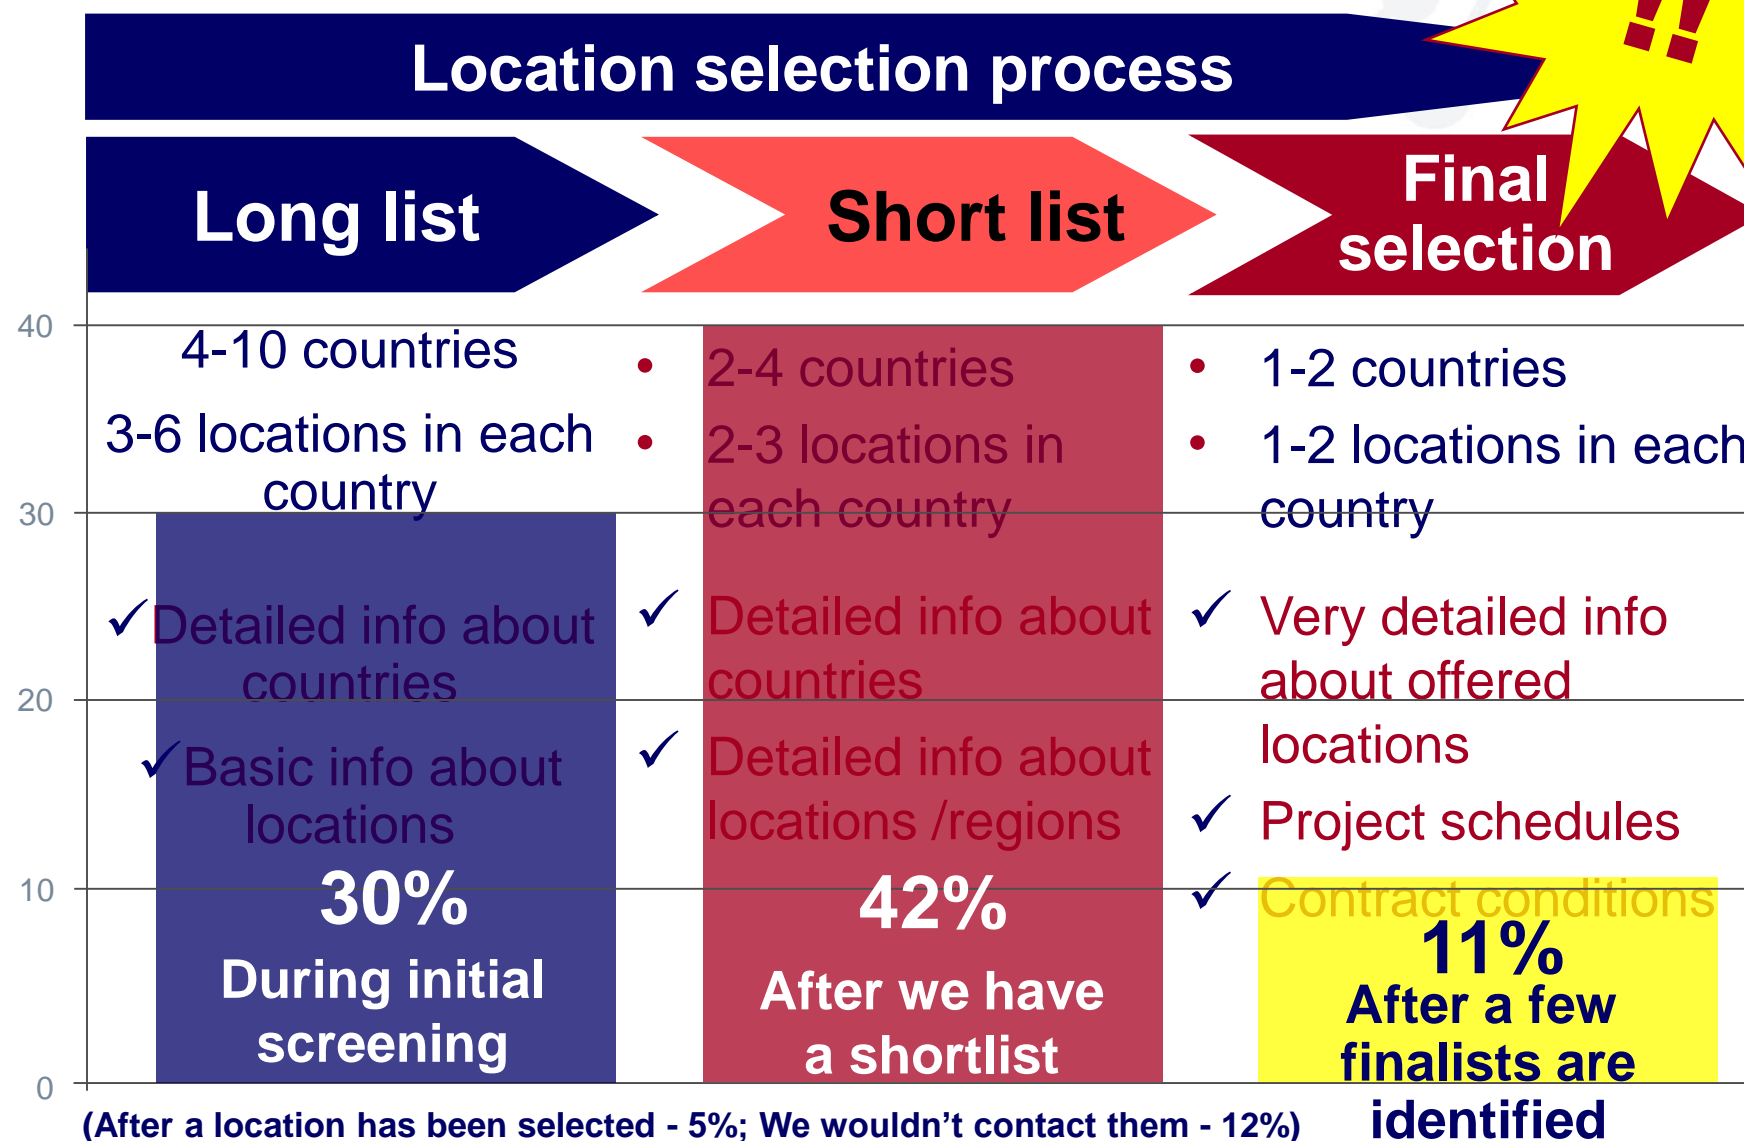 !!
Location selection process
Long list
Short list
Final
selection
40
30
20
10
0
4-10 countries
3-6 locations in each
country
✓Detailed info about
countries
✓Basic info about
locations
30%
During initial
screening
• 2-4 countries
• 2-3 locations in
each country
✓ Detailed info about
countries
✓ Detailed info about
locations /regions
42%
After we have
a shortlist
• 1-2 countries
• 1-2 locations in each
country
✓ Very detailed info
about offered
locations
✓ Project schedules
✓ Contract conditions
11%
After a few
finalists are
identified
(After a location has been selected - 5%; We wouldn’t contact them - 12%)